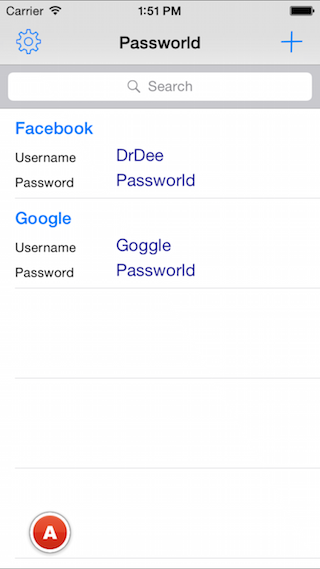 Carrier 1:51 PM
Passworld
Search
Facebook
Username DrDee
Password Passworld
Google
Username Goggle
Password Passworld
A